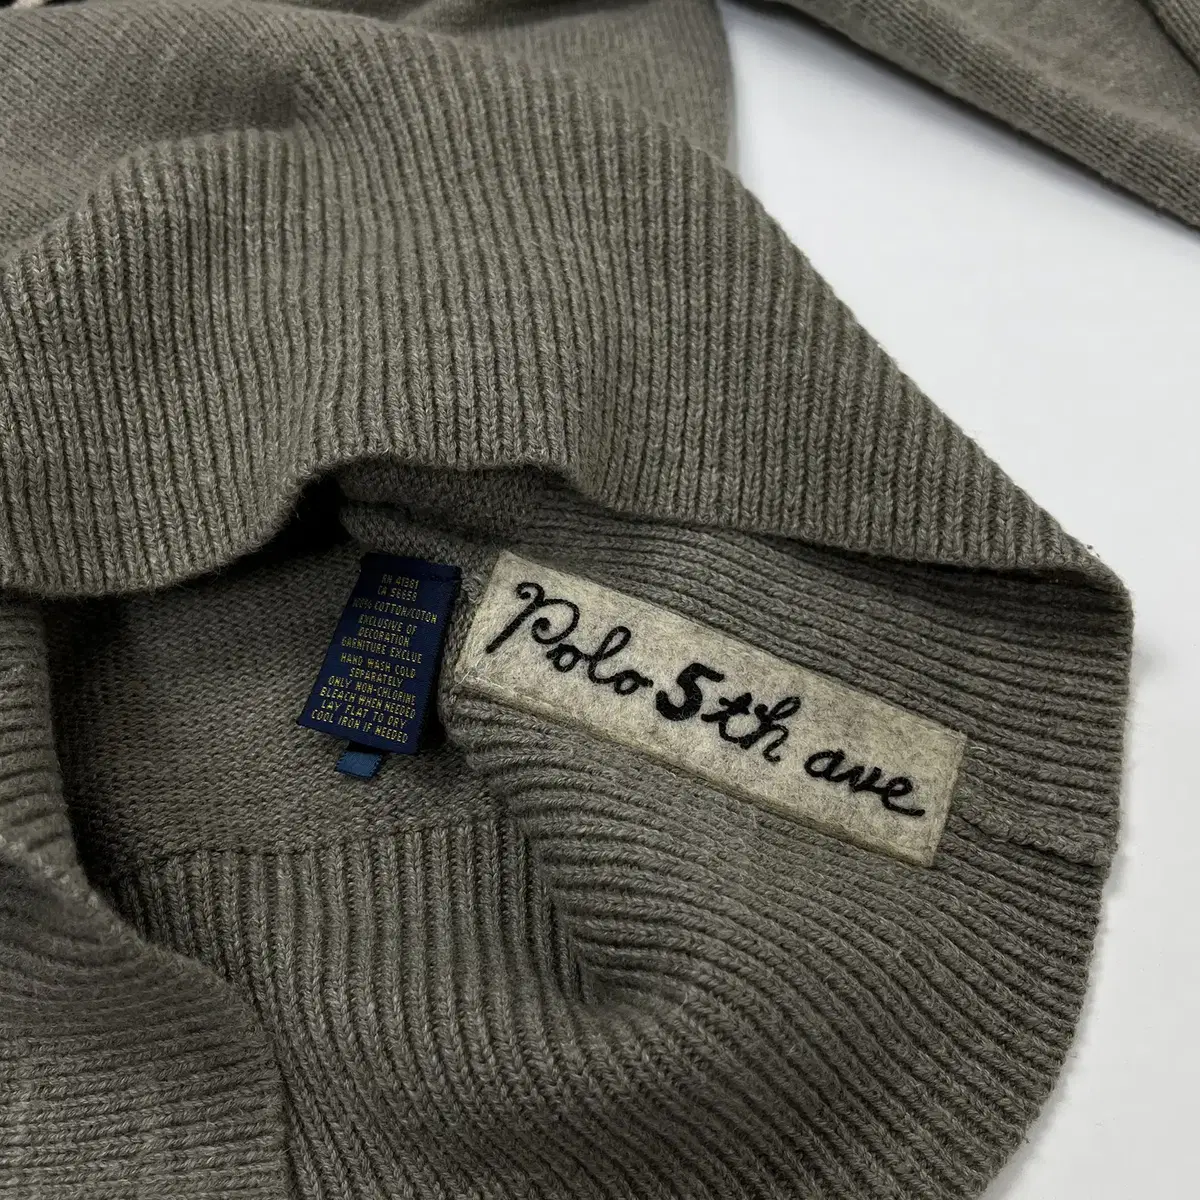 RN 41381
CA 56658
100% COTTON/COTON
EXCLUSIVE OF
DECORATION
GARNITURE EXCLUE
HAND WASH COLD
SEPARATELY
ONLY NON-CHLORINE
BLEACH WHEN NEEDED
LAY FLAT TO DRY
COOL IRON IF NEEDED
Polo 5th ave